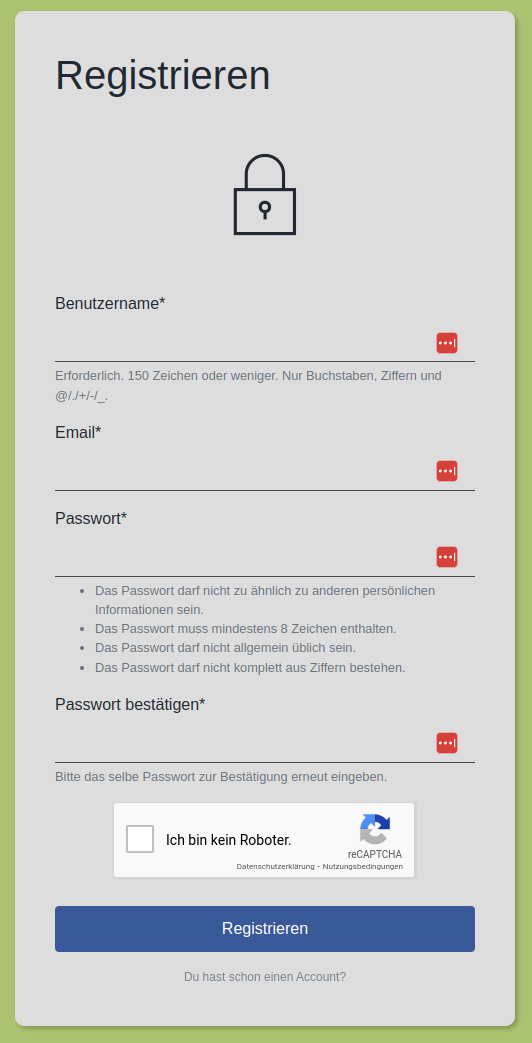 Registrieren
Benutzername*
Erforderlich. 150 Zeichen oder weniger. Nur Buchstaben, Ziffern und
@/./+/-/_.
Email*
Passwort*
Das Passwort darf nicht zu ähnlich zu anderen persönlichen
Informationen sein.
Das Passwort muss mindestens 8 Zeichen enthalten.
Das Passwort darf nicht allgemein üblich sein.
Das Passwort darf nicht komplett aus Ziffern bestehen.
Passwort bestätigen*
Bitte das selbe Passwort zur Bestätigung erneut eingeben.
Ich bin kein Roboter.
reCAPTCHA
Datenschutzerklärung - Nutzungsbedingungen
Registrieren
Du hast schon einen Account?